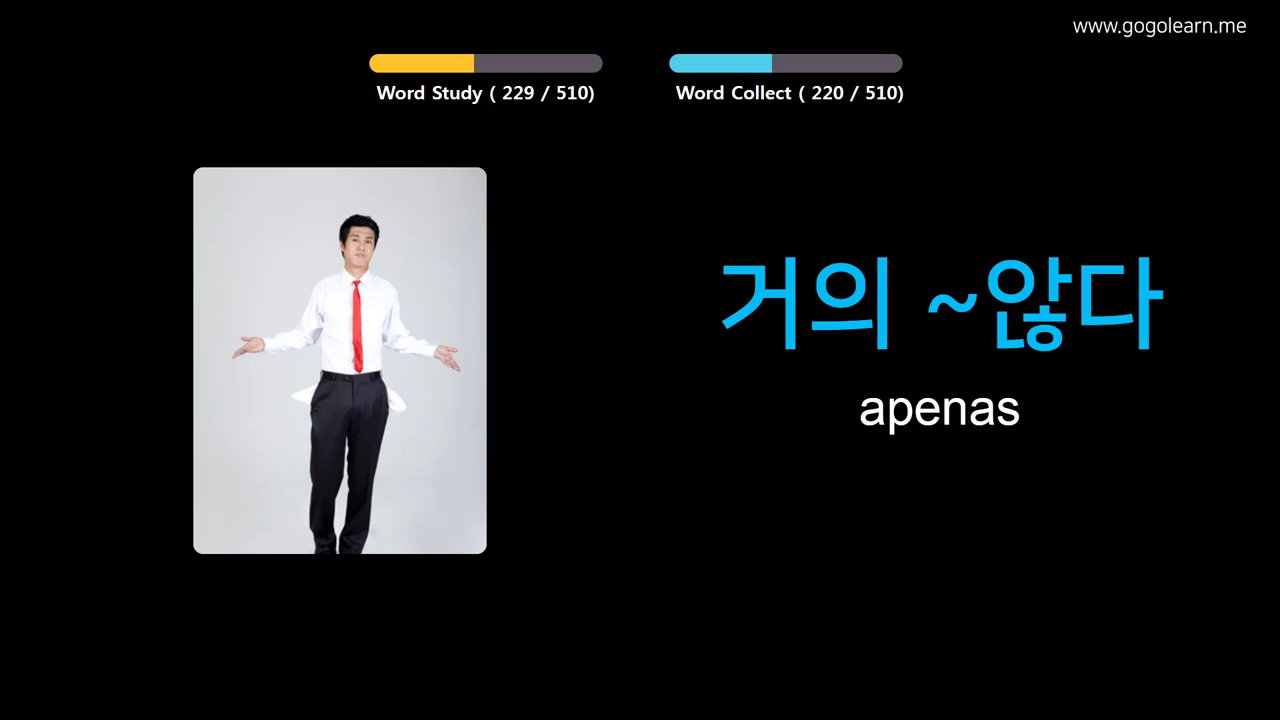 www.gogolearn.me
Word Study ( 229 / 510)
Word Collect ( 220 / 510)
거의 ~않다
apenas